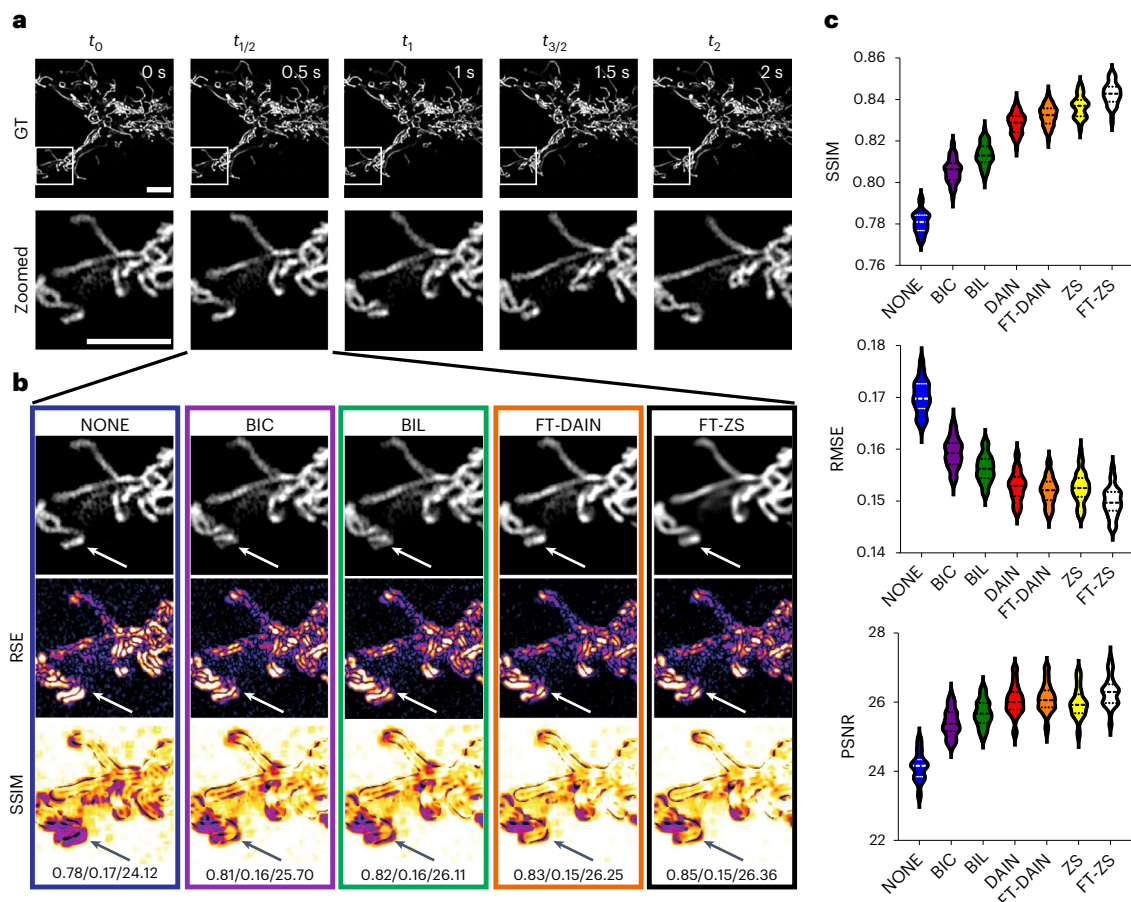 a
t0 t1/2 t1 t3/2 t2
GT
0 s 0.5 s 1 s 1.5 s 2 s
Zoomed
b
NONE BIC BIL FT-DAIN FT-ZS
RSE
SSIM
0.78/0.17/24.12 0.81/0.16/25.70 0.82/0.16/26.11 0.83/0.15/26.25 0.85/0.15/26.36
c
SSIM
0.86
0.84
0.82
0.80
0.78
0.76
NONE BIC BIL DAIN FT-DAIN ZS FT-ZS
RMSE
0.18
0.17
0.16
0.15
0.14
NONE BIC BIL DAIN FT-DAIN ZS FT-ZS
PSNR
28
26
24
22
NONE BIC BIL DAIN FT-DAIN ZS FT-ZS